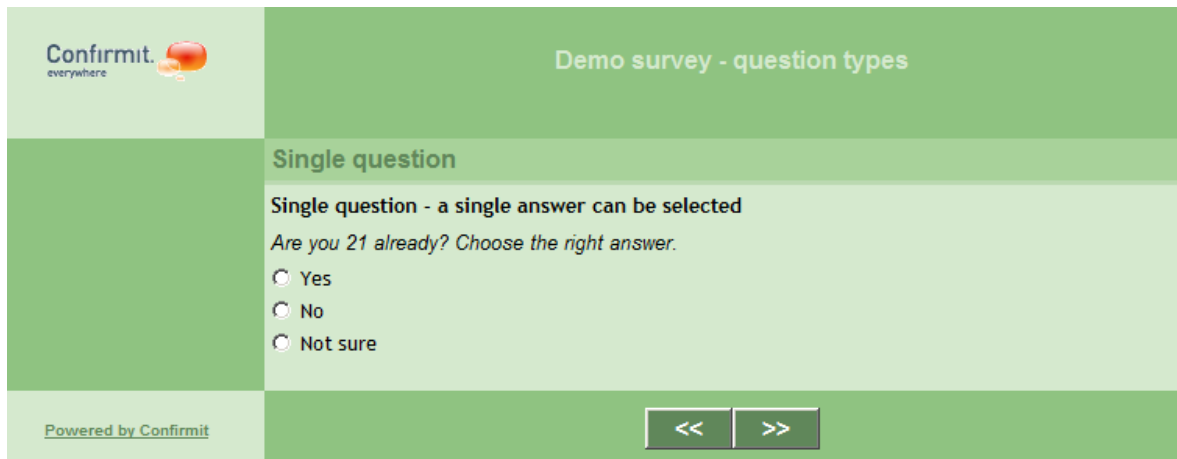 Confirmit.
everywhere
Demo survey - question types
Single question
Single question - a single answer can be selected
Are you 21 already? Choose the right answer.
Yes
No
Not sure
Powered by Confirmit
<< >>